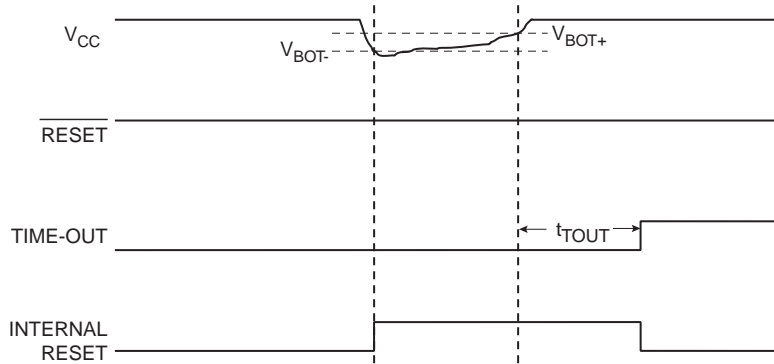 VCC
VBOT-
VBOT+
RESET
TIME-OUT
tTOUT
INTERNAL
RESET